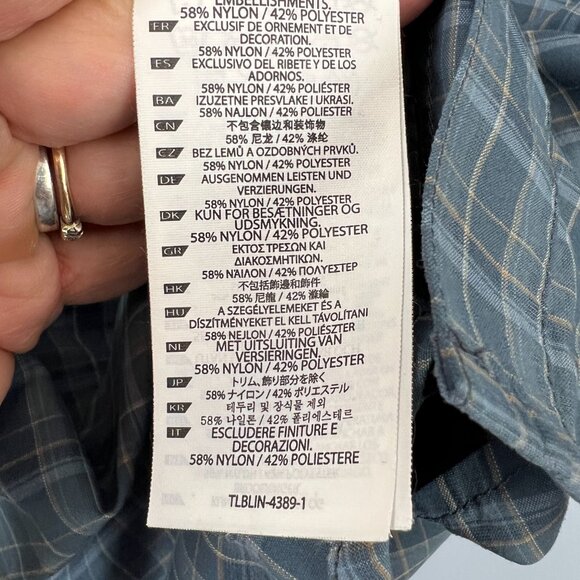 EMBELLISHMENTS.
58% NYLON / 42% POLYESTER
FR EXCLUSIF DE ORNEMENT ET DE
DECORATION.
58% NYLON / 42% POLYESTER
ES EXCLUSIVO DEL RIBETE Y DE LOS
ADORNOS.
58% NYLON / 42% POLIÉSTER
BA IZUZETNE PRESVLAKE I UKRASI.
58% NAJLON / 42% POLIESTER
CN 不包含镶边和装饰物
58% 尼龙 / 42% 涤纶
CZ BEZ LEMŮ A OZDOBNÝCH PRVKŮ.
58% NYLON / 42% POLYESTER
DE AUSGENOMMEN LEISTEN UND
VERZIERUNGEN.
58% NYLON / 42% POLYESTER
DK KUN FOR BESÆTNINGER OG
UDSMYKNING.
58% NYLON / 42% POLYESTER
GR ΕΚΤΟΣ ΤΡΕΣΩΝ ΚΑΙ
ΔΙΑΚΟΣΜΗΤΙΚΩΝ.
58% ΝΑΪΛΟΝ / 42% ΠΟΛΥΕΣΤΕΡ
HK 不包括飾邊和飾件
58% 尼龍 / 42% 滌綸
HU A SZEGÉLYELEMEKET ÉS A
DÍSZÍTMÉNYEKET EL KELL TÁVOLÍTANI
58% NEJLON / 42% POLIÉSZTER
NL MET UITSLUITING VAN
VERSIERINGEN.
58% NYLON / 42% POLYESTER
JP トリム、飾り部分を除く
58% ナイロン / 42% ポリエステル
KR 테두리 및 장식물 제외
58% 나일론 / 42% 폴리에스테르
IT ESCLUDERE FINITURE E
DECORAZIONI.
58% NYLON / 42% POLIESTERE
TLBLIN-4389-1